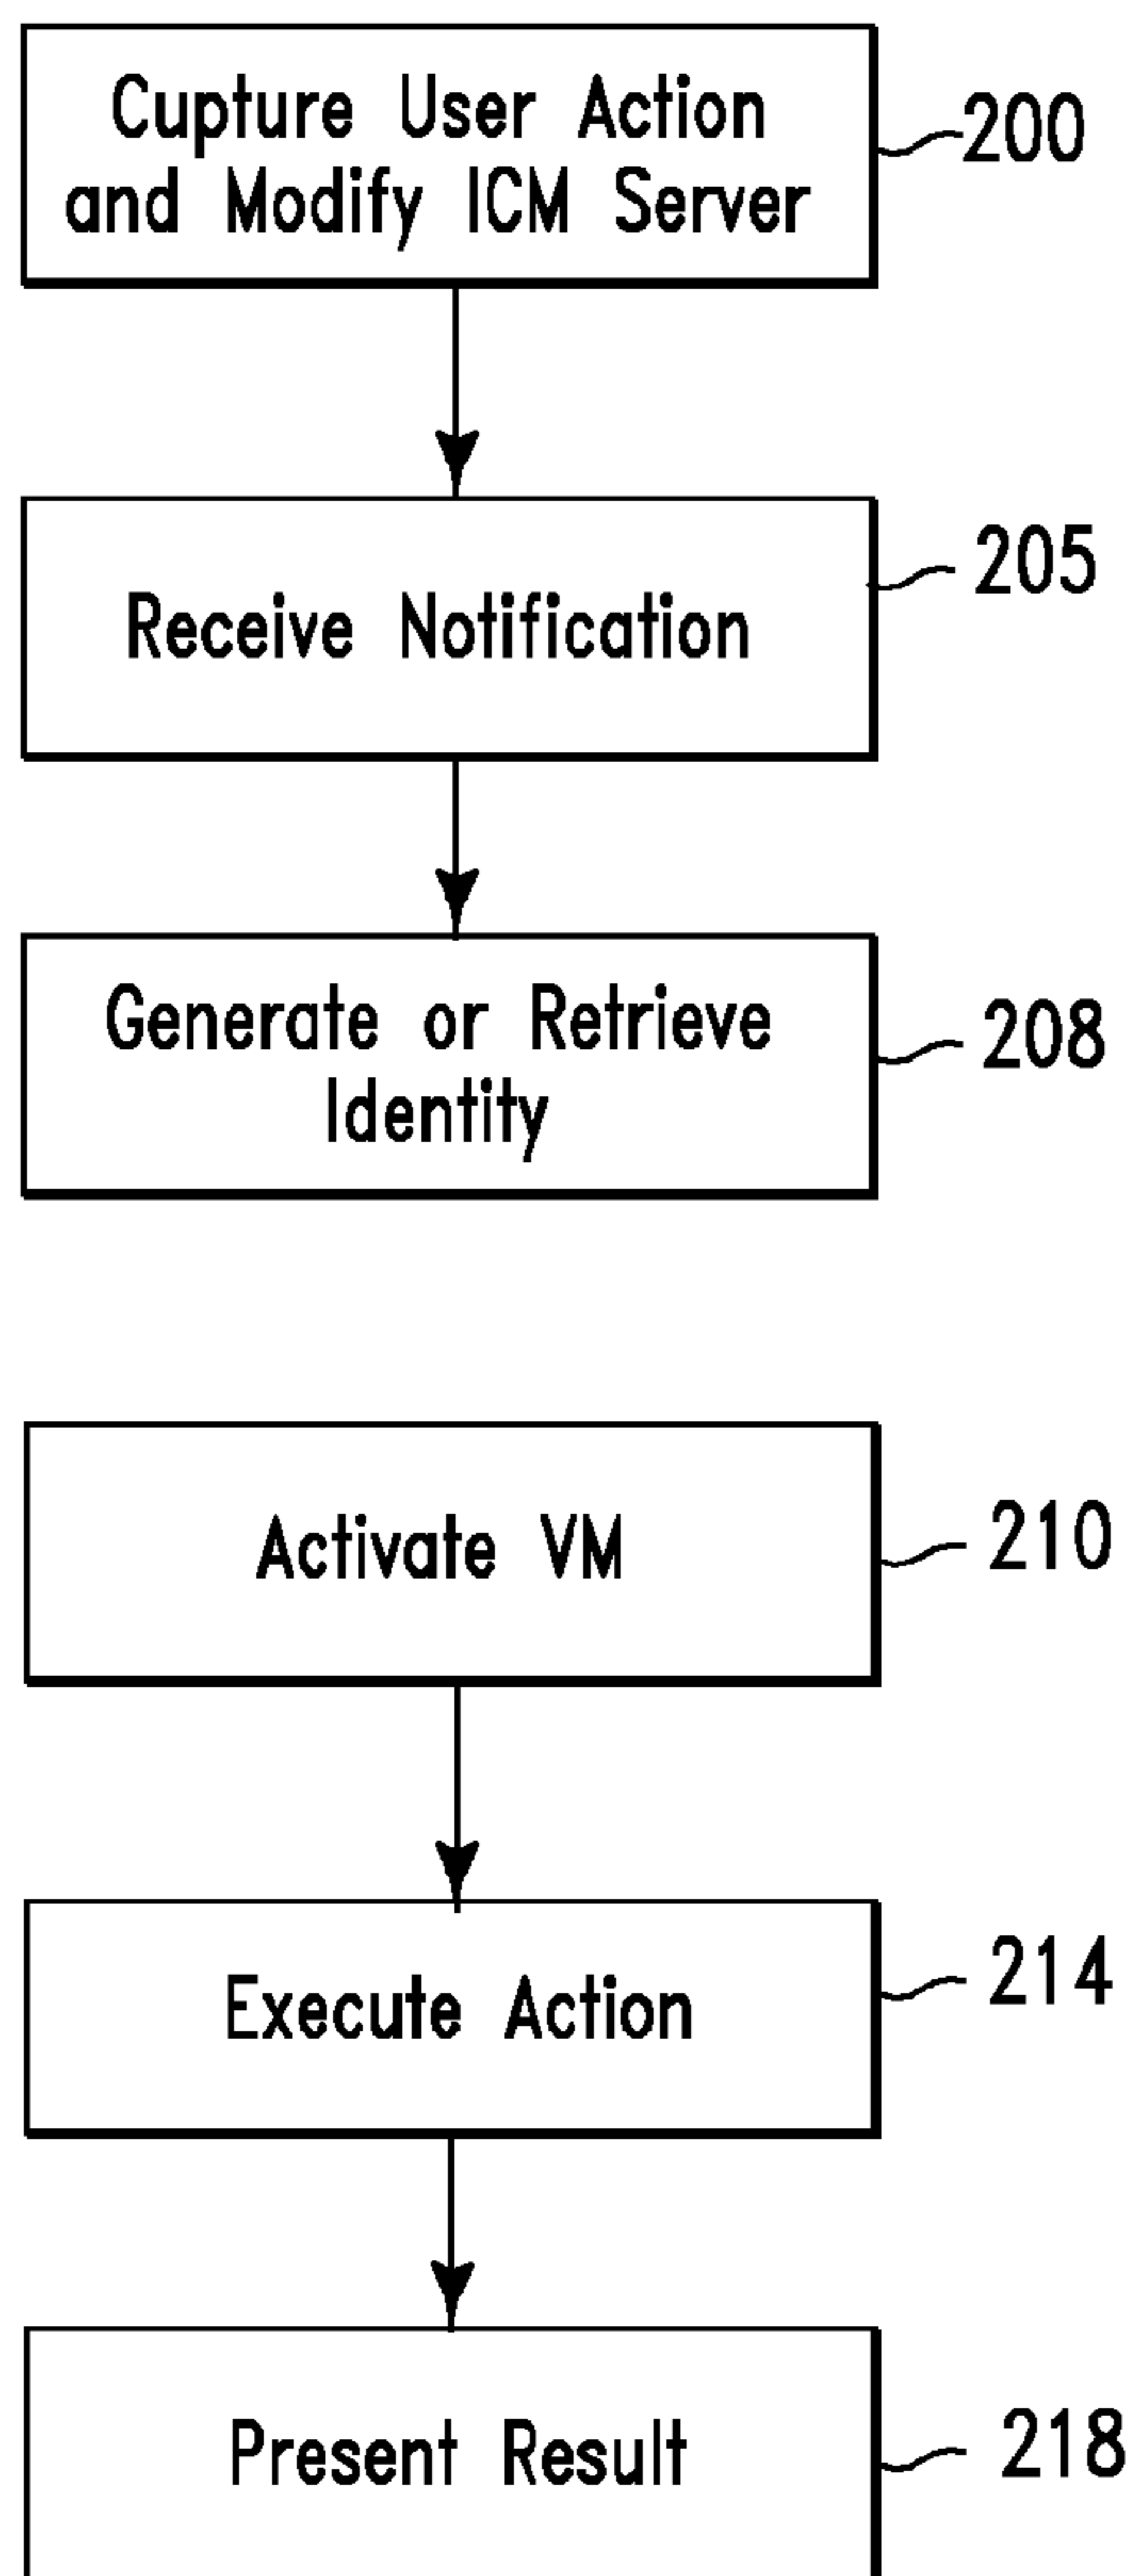 Cupture User Action
and Modify ICM Server
200
Receive Notification
205
Generate or Retrieve
Identity
208
Activate VM
210
Execute Action
214
Present Result
218